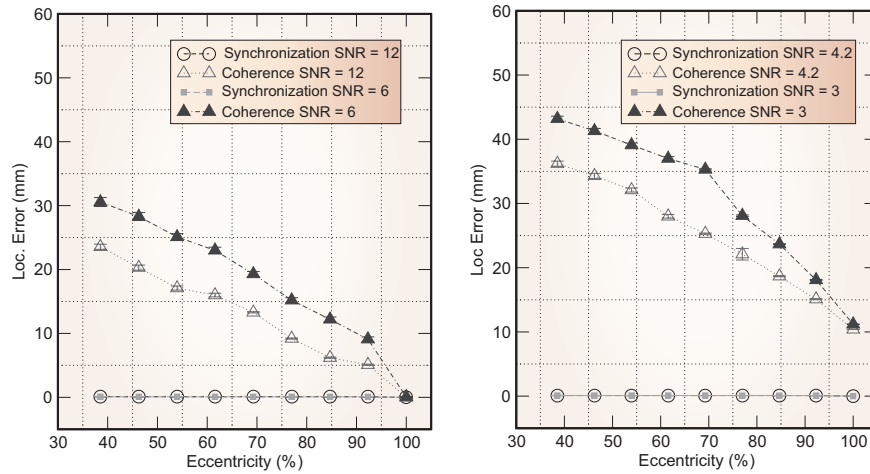 60
50
40
30
20
10
0
30 40 50 60 70 80 90 100
Eccentricity (%)
Loc. Error (mm)
Synchronization SNR = 12
Coherence SNR = 12
Synchronization SNR = 6
Coherence SNR = 6
60
50
40
30
20
10
0
30 40 50 60 70 80 90 100
Eccentricity (%)
Loc Error (mm)
Synchronization SNR = 4.2
Coherence SNR = 4.2
Synchronization SNR = 3
Coherence SNR = 3